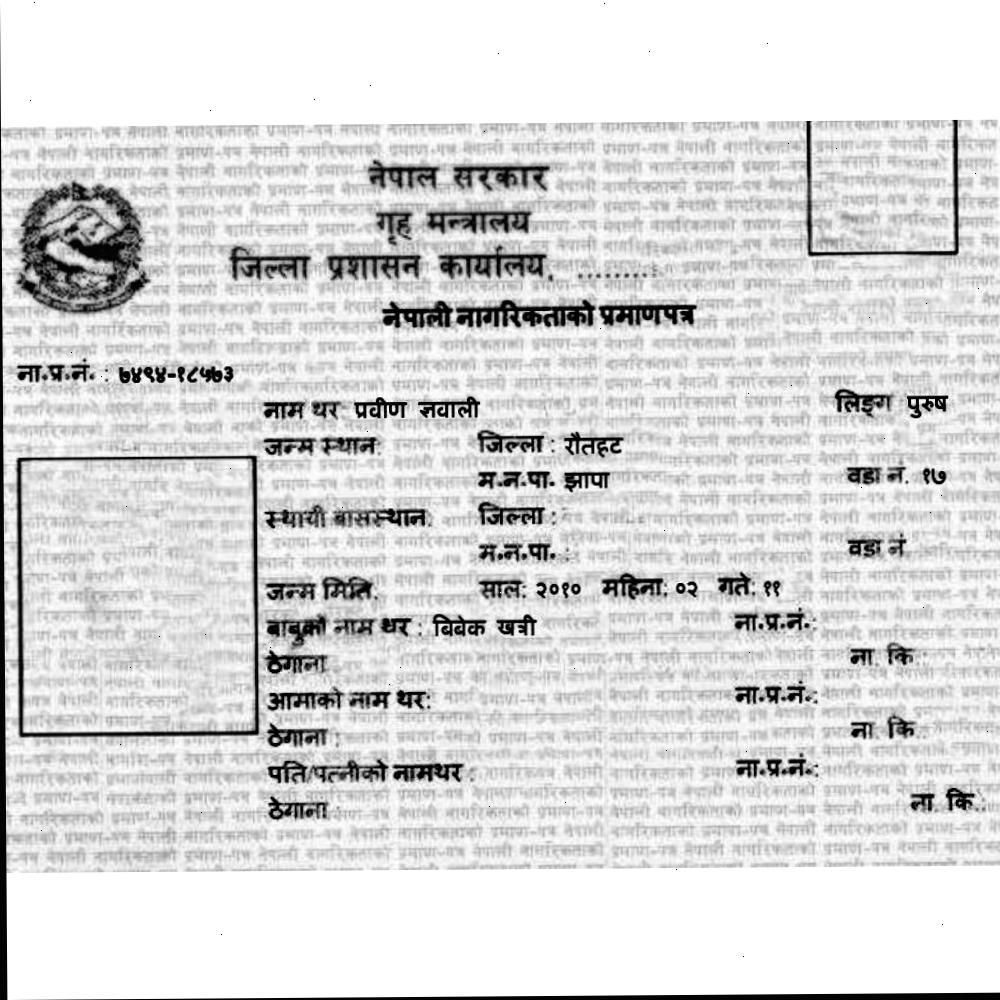 नेपाल सरकार
गृह मन्त्रालय
जिल्ला प्रशासन कार्यालय, ..........
नेपाली नागरिकताको प्रमाणपत्र
ना.प्र.नं. : ७४९४-१८५७३
नाम थर: प्रवीण ज्ञवाली लिङ्ग पुरुष
जन्म स्थान: जिल्ला : रौतहट
म.न.पा. झापा वडा नं. १७
स्थायी बासस्थान: जिल्ला :
म.न.पा. : वडा नं.
जन्म मिति: साल: २०१० महिना: ०२ गते: ११
बाबुको नाम थर : बिबेक खत्री ना.प्र.नं.:
ठेगाना ना. कि :
आमाको नाम थर: ना.प्र.नं.:
ठेगाना : ना. कि :
पति/पत्नीको नामथर : ना.प्र.नं.:
ठेगाना : ना. कि.: